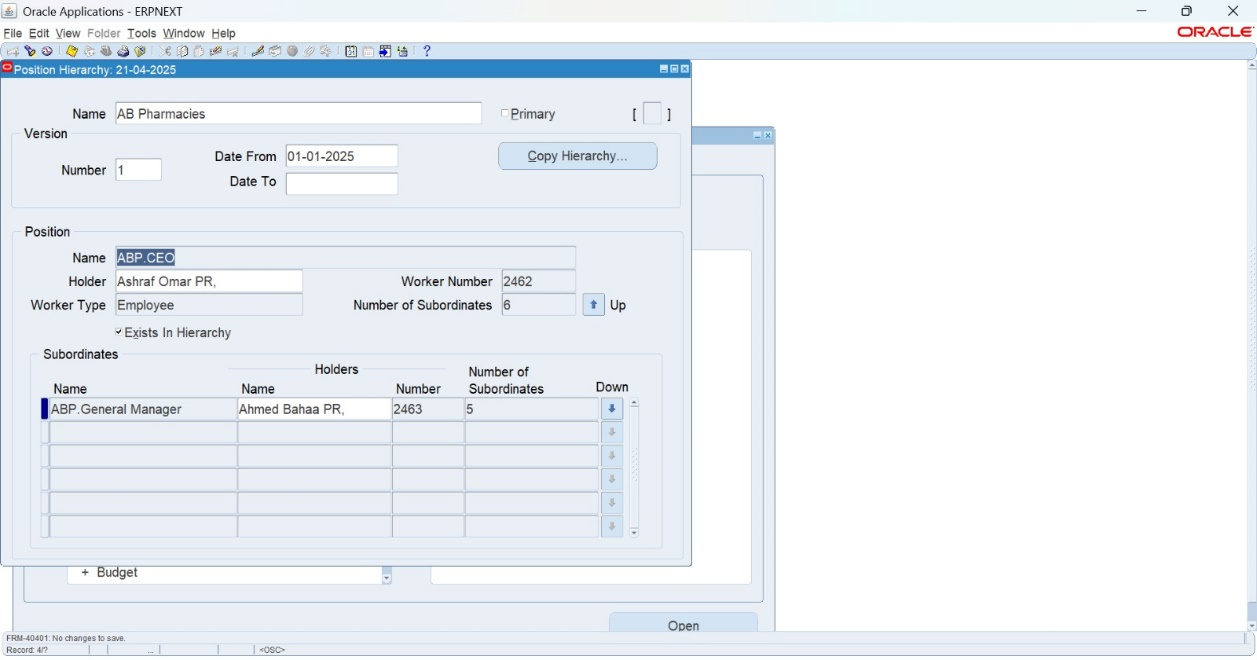 Oracle Applications - ERPNEXT
File Edit View Folder Tools Window Help
ORACLE
Position Hierarchy: 21-04-2025
Name AB Pharmacies Primary [ ]
Version
Number 1
Date From 01-01-2025
Copy Hierarchy...
Date To
Position
Name ABP.CEO
Holder Ashraf Omar PR, Worker Number 2462
Worker Type Employee Number of Subordinates 6 Up
Exists In Hierarchy
Subordinates
Holders
Name Name Number Number of Subordinates Down
ABP.General Manager Ahmed Bahaa PR, 2463 5
+ Budget
Open
FRM-40401: No changes to save.
Record: 4/? ... <OSC>